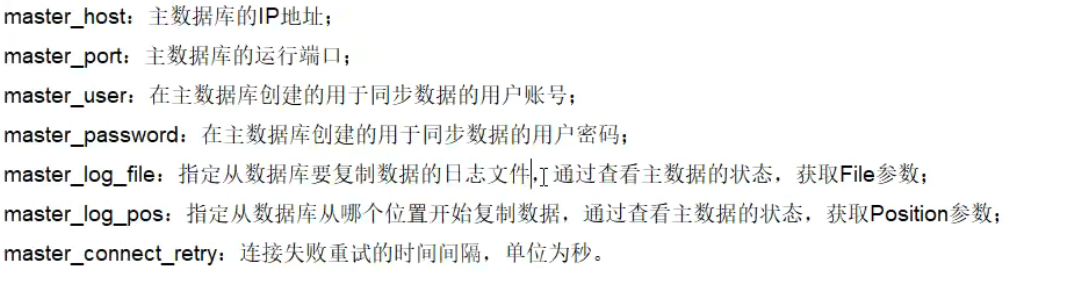 master_host：主数据库的IP地址；
master_port：主数据库的运行端口；
master_user：在主数据库创建的用于同步数据的用户账号；
master_password：在主数据库创建的用于同步数据的用户密码；
master_log_file：指定从数据库要复制数据的日志文件，通过查看主数据的状态，获取File参数；
master_log_pos：指定从数据库从哪个位置开始复制数据，通过查看主数据的状态，获取Position参数；
master_connect_retry：连接失败重试的时间间隔，单位为秒。